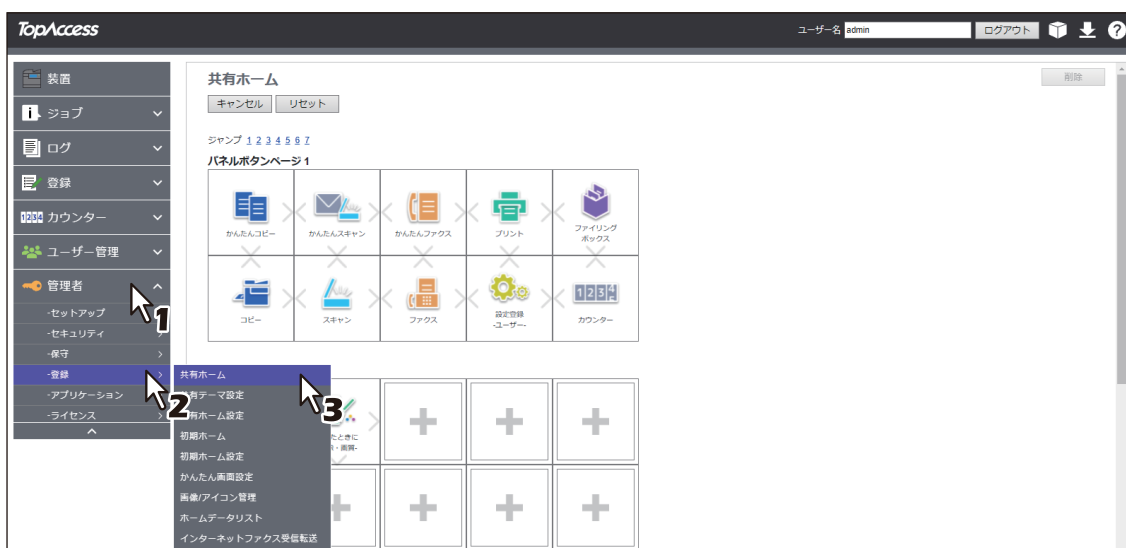 TopAccess
ユーザー名 admin ログアウト
装置
ジョブ
ログ
登録
1234 カウンター
ユーザー管理
管理者
-セットアップ
-セキュリティ
-保守
-登録
-アプリケーション
-ライセンス
1
2
3
共有ホーム
共有テーマ設定
有ホーム設定
初期ホーム
初期ホーム設定
かんたん画面設定
画像/アイコン管理
ホームデータリスト
インターネットファクス受信転送
共有ホーム
削除
キャンセル リセット
ジャンプ 1 2 3 4 5 6 7
パネルボタンページ 1
かんたんコピー かんたんスキャン かんたんファクス プリント ファイリング
ボックス
コピー スキャン ファクス 設定登録
-ユーザー- カウンター
1234
たときに
・画質-